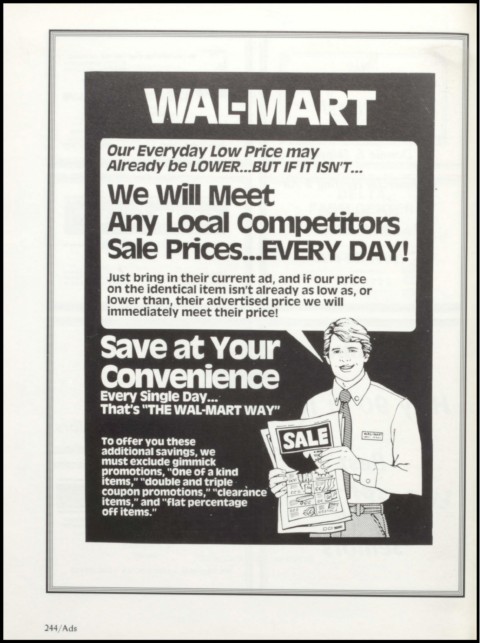 WAL-MART
Our Everyday Low Price may
Already be LOWER...BUT IF IT ISN'T...
We Will Meet
Any Local Competitors
Sale Prices...EVERY DAY!
Just bring in their current ad, and if our price
on the identical item isn't already as low as, or
lower than, their advertised price we will
immediately meet their price!
Save at Your
Convenience
Every Single Day...
That's "THE WAL-MART WAY"
To offer you these
additional savings, we
must exclude gimmick
promotions, "One of a kind
items," "double and triple
coupon promotions," "clearance
items," and "flat percentage
off items."
WAL-MART
SALE
244/Ads